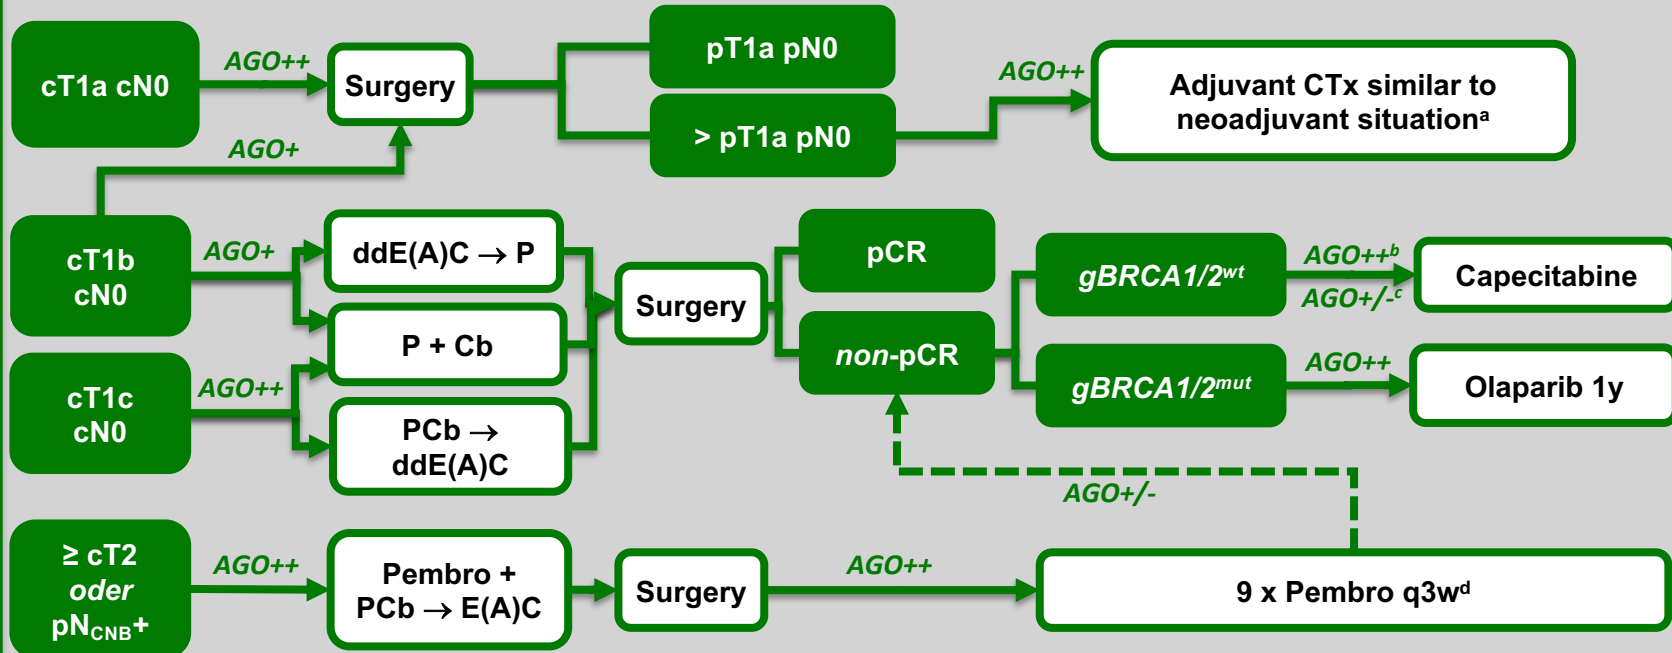 cT1a cN0
AGO++
Surgery
pT1a pN0
> pT1a pN0
AGO++
Adjuvant CTx similar to
neoadjuvant situationᵃ
AGO+
cT1b
cN0
AGO+
ddE(A)C → P
P + Cb
cT1c
cN0
AGO++
PCb →
ddE(A)C
Surgery
pCR
non-pCR
gBRCA1/2ʷᵗ
AGO++ᵇ
AGO+/-ᶜ
Capecitabine
gBRCA1/2ᵐᵘᵗ
AGO++
Olaparib 1y
AGO+/-
≥ cT2
oder
pN_CNB+
AGO++
Pembro +
PCb → E(A)C
Surgery
AGO++
9 x Pembro q3wᵈ